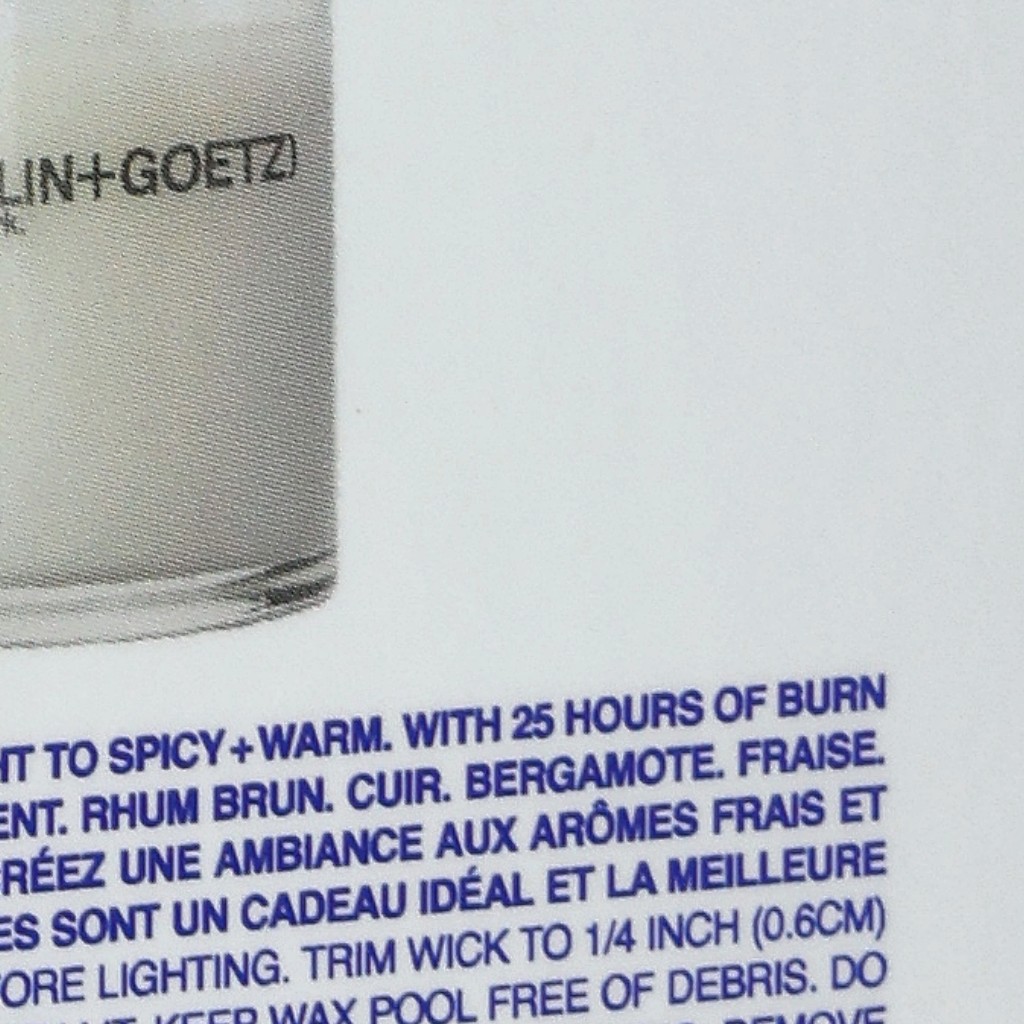 LIN+GOETZ)
k.
HT TO SPICY+WARM. WITH 25 HOURS OF BURN
ENT. RHUM BRUN. CUIR. BERGAMOTE. FRAISE.
RÉEZ UNE AMBIANCE AUX ARÔMES FRAIS ET
ES SONT UN CADEAU IDÉAL ET LA MEILLEURE
ORE LIGHTING. TRIM WICK TO 1/4 INCH (0.6CM)
KEEP WAX POOL FREE OF DEBRIS. DO
REMOVE